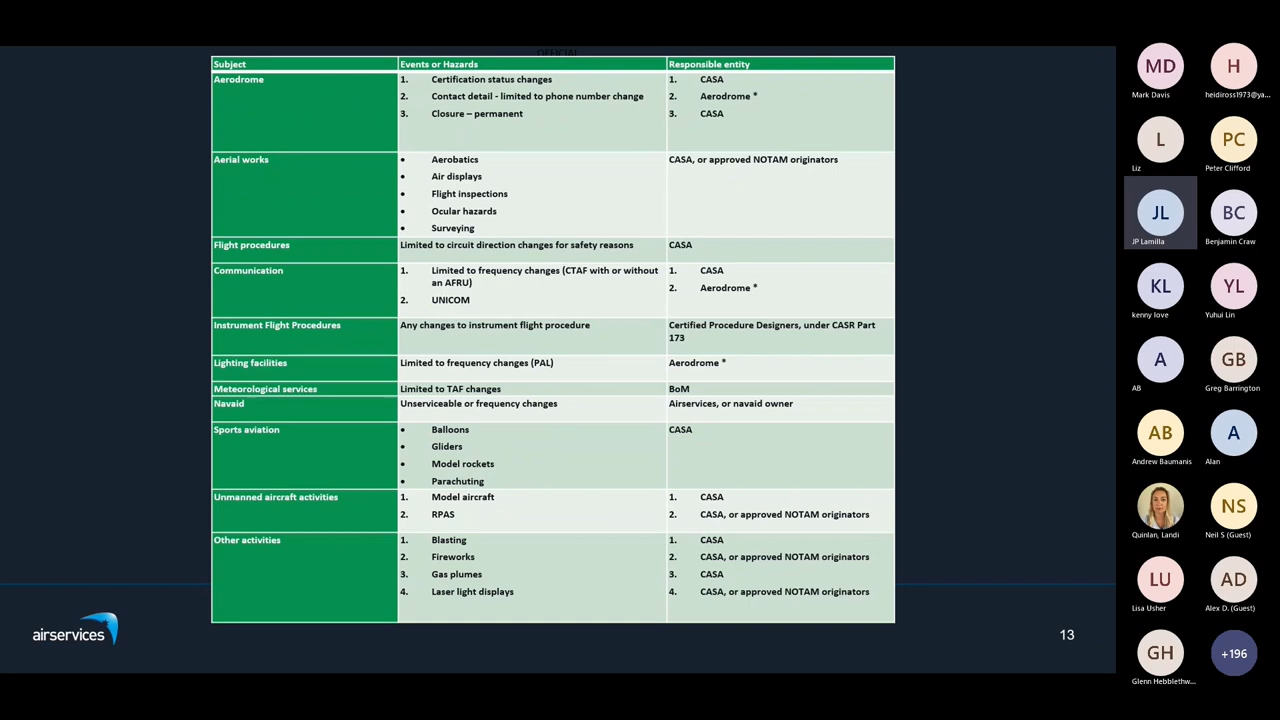 OFFICIAL
Subject Events or Hazards Responsible entity
Aerodrome 1. Certification status changes 1. CASA
2. Contact detail - limited to phone number change 2. Aerodrome *
3. Closure – permanent 3. CASA
Aerial works • Aerobatics CASA, or approved NOTAM originators
• Air displays
• Flight inspections
• Ocular hazards
• Surveying
Flight procedures Limited to circuit direction changes for safety reasons CASA
Communication 1. Limited to frequency changes (CTAF with or without 1. CASA
an AFRU) 2. Aerodrome *
2. UNICOM
Instrument Flight Procedures Any changes to instrument flight procedure Certified Procedure Designers, under CASR Part
173
Lighting facilities Limited to frequency changes (PAL) Aerodrome *
Meteorological services Limited to TAF changes BoM
Navaid Unserviceable or frequency changes Airservices, or navaid owner
Sports aviation • Balloons CASA
• Gliders
• Model rockets
• Parachuting
Unmanned aircraft activities 1. Model aircraft 1. CASA
2. RPAS 2. CASA, or approved NOTAM originators
Other activities 1. Blasting 1. CASA
2. Fireworks 2. CASA, or approved NOTAM originators
3. Gas plumes 3. CASA
4. Laser light displays 4. CASA, or approved NOTAM originators
airservices
13
MD H
Mark Davis heidiross1973@ya...
L PC
Liz Peter Clifford
JL BC
JP Lamilla Benjamin Craw
KL YL
kenny love Yuhui Lin
A GB
AB Greg Barrington
AB A
Andrew Baumanis Alan
NS
Quinlan, Landi Neil S (Guest)
LU AD
Lisa Usher Alex D. (Guest)
GH +196
Glenn Hebblethw...